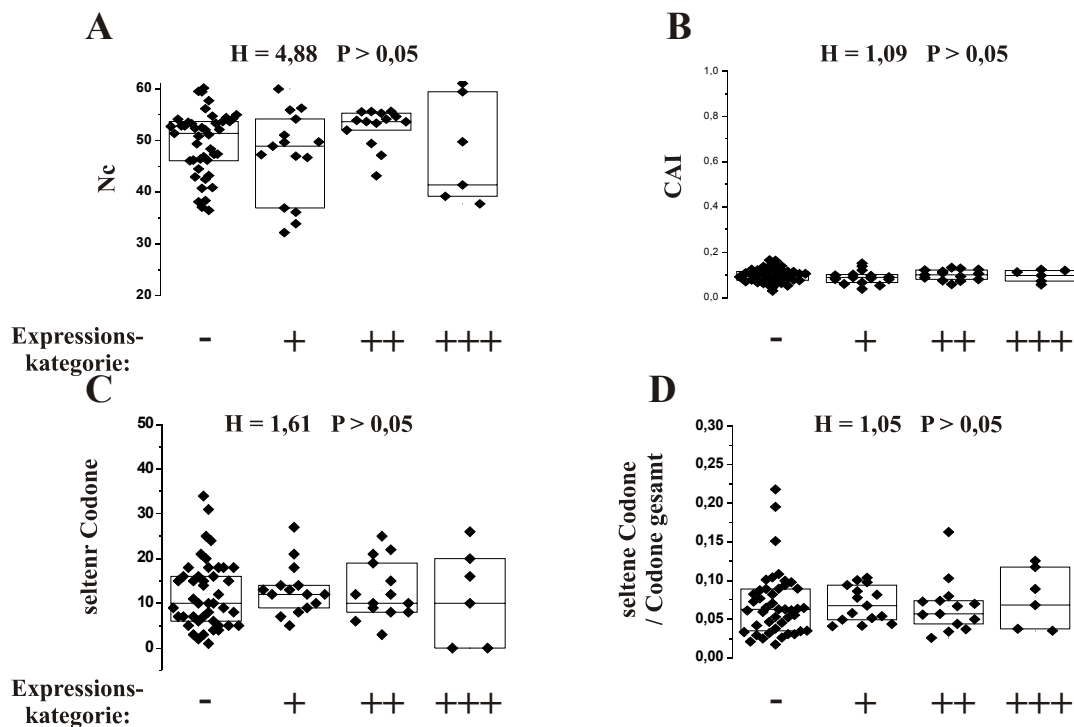 A
H = 4,88 P > 0,05
60
50
40
30
20
Nc
B
H = 1,09 P > 0,05
1,0
0,8
0,6
0,4
0,2
0,0
CAI
Expressions-
kategorie:
- + ++ +++
- + ++ +++
C
H = 1,61 P > 0,05
50
40
30
20
10
0
seltenr Codone
D
H = 1,05 P > 0,05
0,30
0,25
0,20
0,15
0,10
0,05
0,00
seltene Codone
/ Codone gesamt
Expressions-
kategorie:
- + ++ +++
- + ++ +++